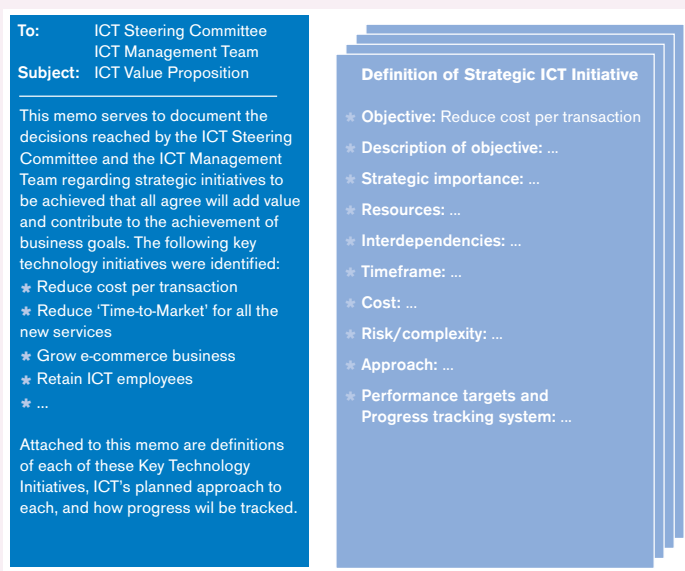 To: ICT Steering Committee
ICT Management Team
Subject: ICT Value Proposition
This memo serves to document the
decisions reached by the ICT Steering
Committee and the ICT Management
Team regarding strategic initiatives to
be achieved that all agree will add value
and contribute to the achievement of
business goals. The following key
technology initiatives were identified:
* Reduce cost per transaction
* Reduce ‘Time-to-Market’ for all the
new services
* Grow e-commerce business
* Retain ICT employees
* ...
Attached to this memo are definitions
of each of these Key Technology
Initiatives, ICT's planned approach to
each, and how progress wil be tracked.
Definition of Strategic ICT Initiative
* Objective: Reduce cost per transaction
* Description of objective: ...
* Strategic importance: ...
* Resources: ...
* Interdependencies: ...
* Timeframe: ...
* Cost: ...
* Risk/complexity: ...
* Approach: ...
* Performance targets and
Progress tracking system: ...